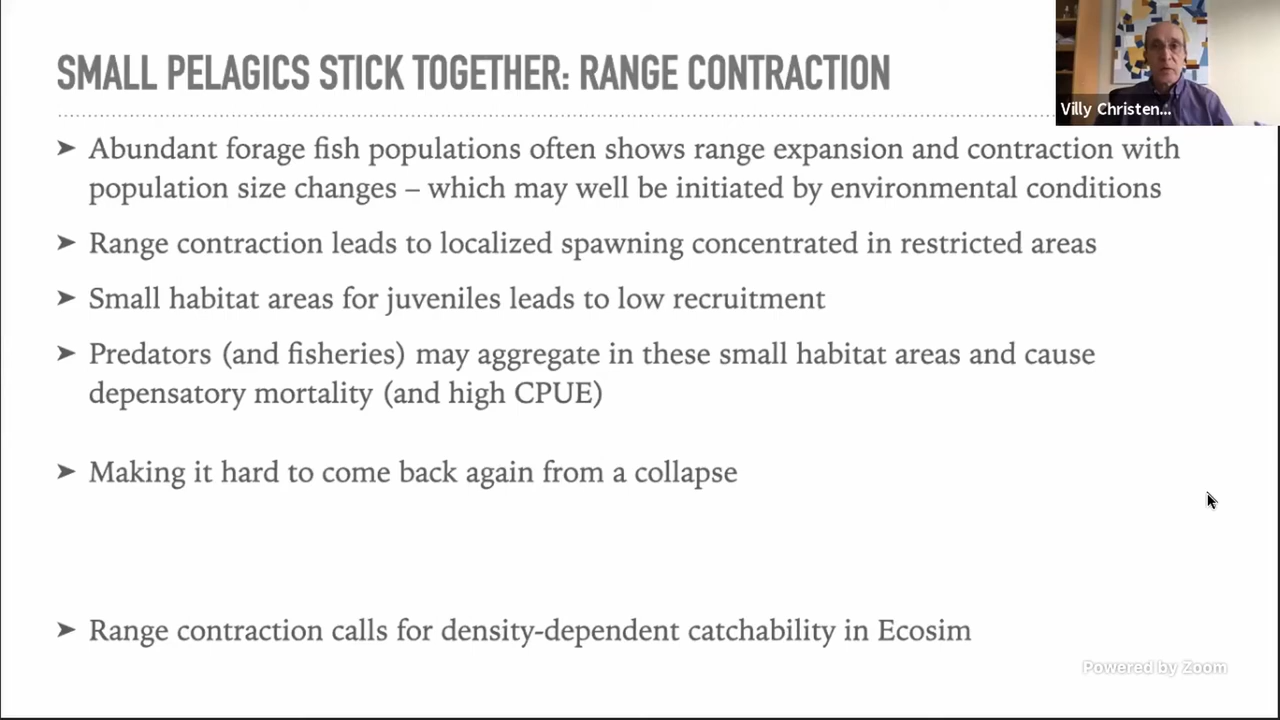 SMALL PELAGICS STICK TOGETHER: RANGE CONTRACTION
Villy Christen...
➤ Abundant forage fish populations often shows range expansion and contraction with
population size changes – which may well be initiated by environmental conditions
➤ Range contraction leads to localized spawning concentrated in restricted areas
➤ Small habitat areas for juveniles leads to low recruitment
➤ Predators (and fisheries) may aggregate in these small habitat areas and cause
depensatory mortality (and high CPUE)
➤ Making it hard to come back again from a collapse
➤ Range contraction calls for density-dependent catchability in Ecosim
Powered by Zoom